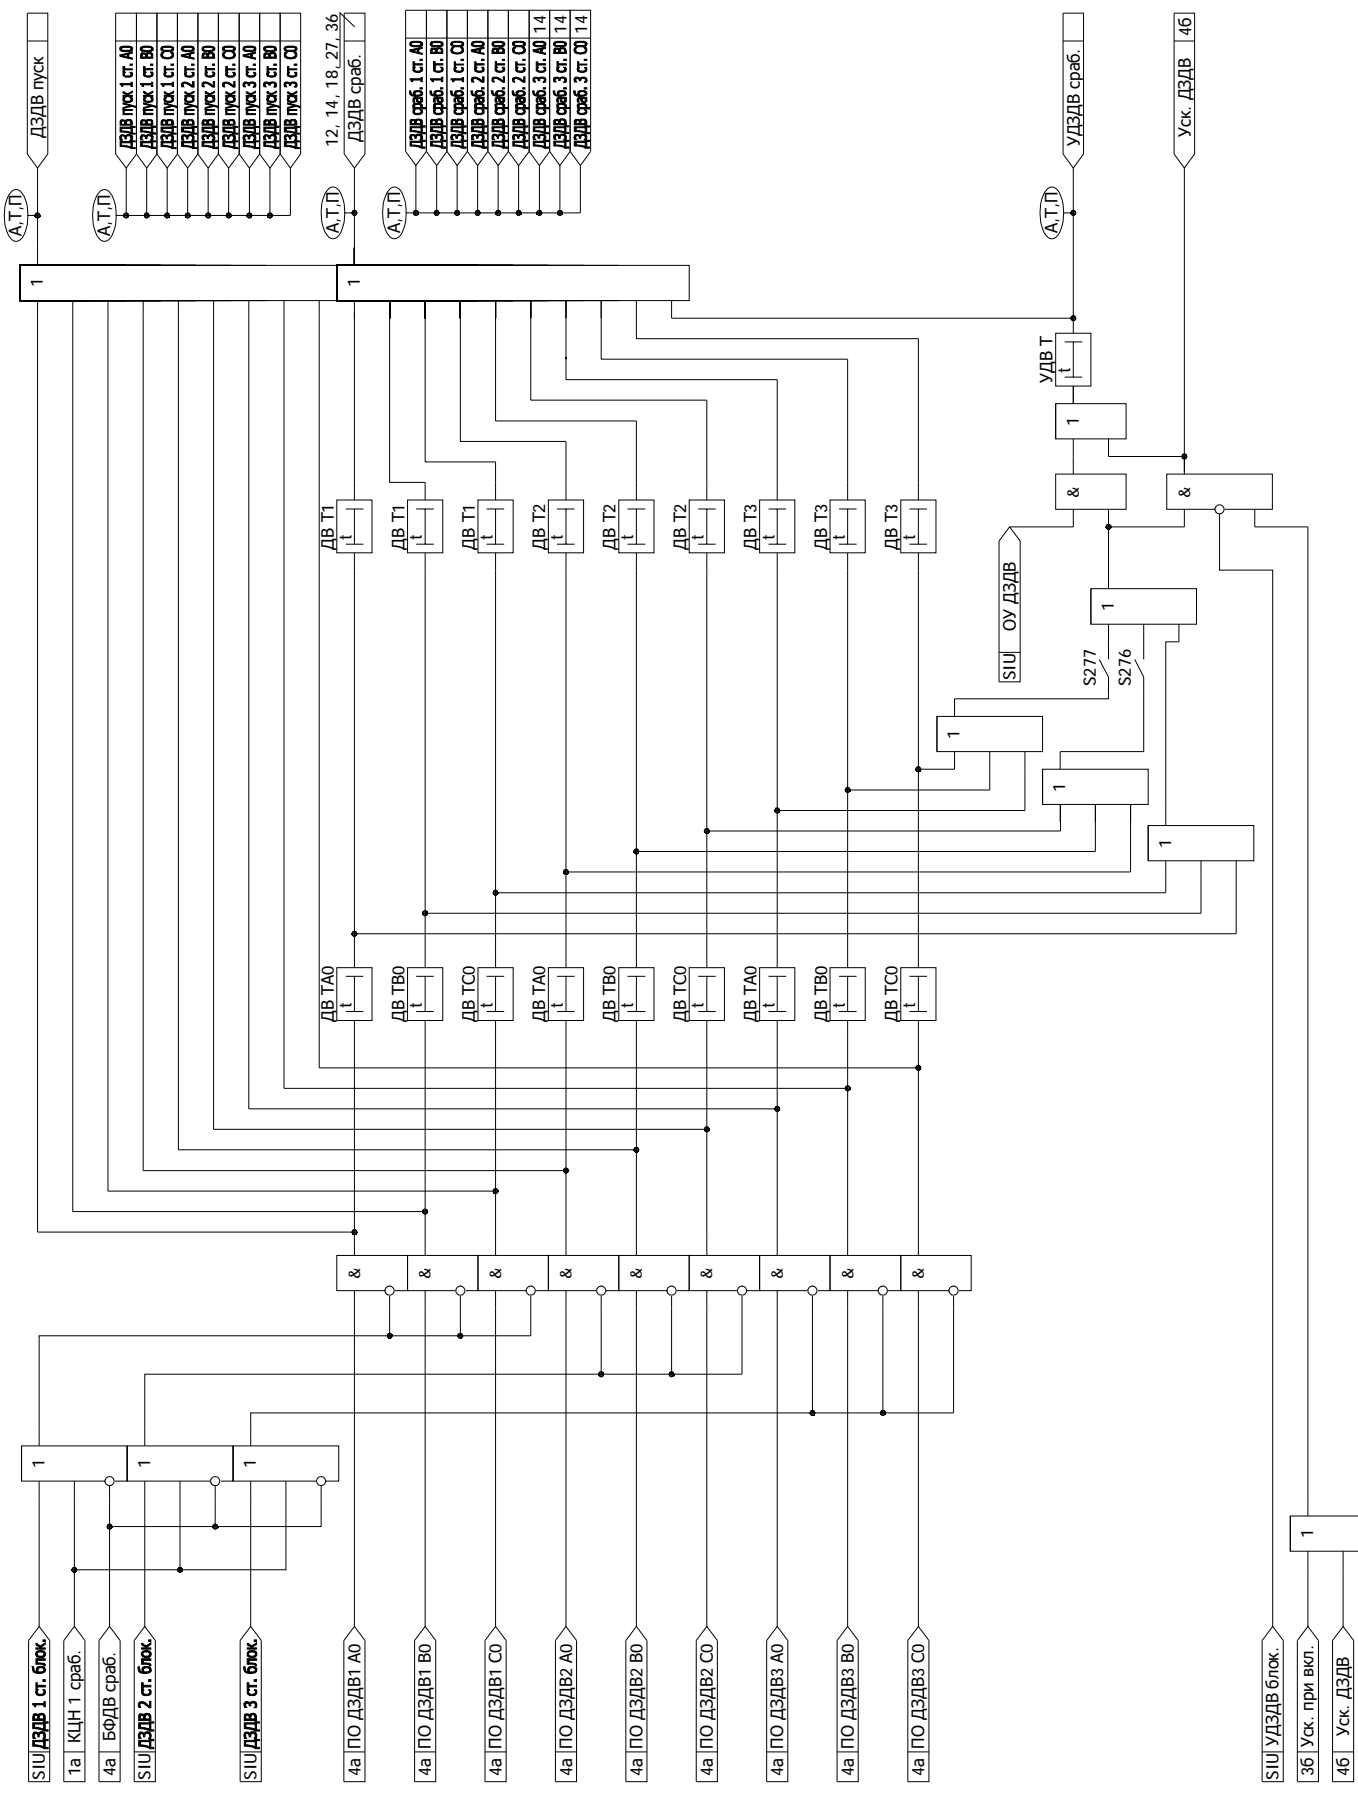 SIU ДЗДВ 1 ст. блок.
1а КЦН 1 сраб.
4а БФДВ сраб.
SIU ДЗДВ 2 ст. блок.
SIU ДЗДВ 3 ст. блок.
4а ПО ДЗДВ1 А0
4а ПО ДЗДВ1 В0
4а ПО ДЗДВ1 С0
4а ПО ДЗДВ2 А0
4а ПО ДЗДВ2 В0
4а ПО ДЗДВ2 С0
4а ПО ДЗДВ3 А0
4а ПО ДЗДВ3 В0
4а ПО ДЗДВ3 С0
SIU УДЗДВ блок.
3б Уск. при вкл.
4б Уск. ДЗДВ
1
1
1
1
&
&
&
&
&
&
&
&
&
ДВ ТА0
t
ДВ ТВ0
t
ДВ ТС0
t
ДВ ТА0
t
ДВ ТВ0
t
ДВ ТС0
t
ДВ ТА0
t
ДВ ТВ0
t
ДВ ТС0
t
1
1
1
S277
S276
SIU ОУ ДЗДВ
1
ДВ Т1
t
ДВ Т1
t
ДВ Т1
t
ДВ Т2
t
ДВ Т2
t
ДВ Т2
t
ДВ Т3
t
ДВ Т3
t
ДВ Т3
t
&
&
1
УДВ Т
t
1
1
А,Т,П
А,Т,П
А,Т,П
А,Т,П
А,Т,П
ДЗДВ пуск
ДЗДВ пуск 1 ст. А0
ДЗДВ пуск 1 ст. В0
ДЗДВ пуск 1 ст. С0
ДЗДВ пуск 2 ст. А0
ДЗДВ пуск 2 ст. В0
ДЗДВ пуск 2 ст. С0
ДЗДВ пуск 3 ст. А0
ДЗДВ пуск 3 ст. В0
ДЗДВ пуск 3 ст. С0
12, 14, 18, 27, 36
ДЗДВ сраб.
ДЗДВ сраб. 1 ст. А0
ДЗДВ сраб. 1 ст. В0
ДЗДВ сраб. 1 ст. С0
ДЗДВ сраб. 2 ст. А0
ДЗДВ сраб. 2 ст. В0
ДЗДВ сраб. 2 ст. С0
ДЗДВ сраб. 3 ст. А0 14
ДЗДВ сраб. 3 ст. В0 14
ДЗДВ сраб. 3 ст. С0 14
УДЗДВ сраб.
Уск. ДЗДВ 4б